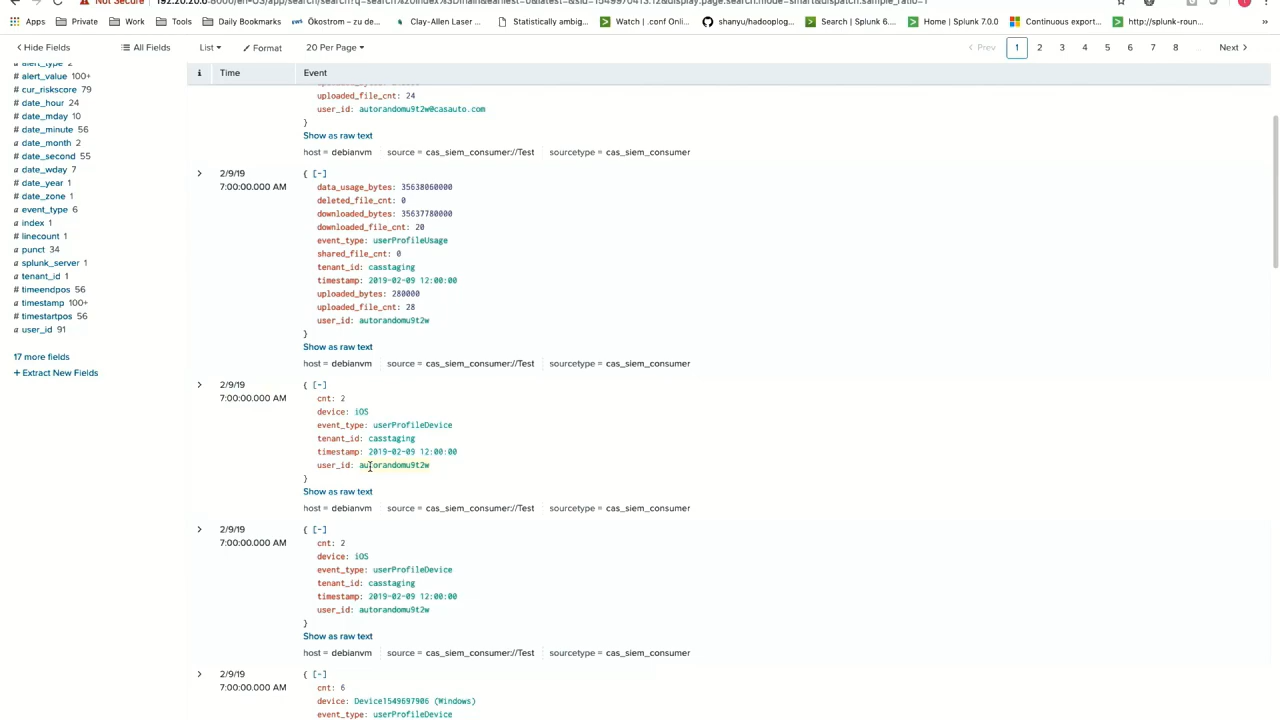 Not Secure
Apps Private Work Tools Daily Bookmarks Ökostrom – zu de... Clay-Allen Laser ... Statistically ambig... Watch | .conf Onli... shanyu/hadooplog... Search | Splunk 6.... Home | Splunk 7.0.0 Continuous export... http://splunk-roun... »
Hide Fields All Fields List Format 20 Per Page Prev 1 2 3 4 5 6 7 8 ... Next
i Time Event
a alert_type 2
# alert_value 100+
# cur_riskscore 79
# date_hour 24
# date_mday 10
# date_minute 56
a date_month 2
# date_second 55
a date_wday 7
# date_year 1
# date_zone 1
a event_type 6
a index 1
# linecount 1
a punct 34
a splunk_server 1
a tenant_id 1
# timeendpos 56
a timestamp 100+
# timestartpos 56
a user_id 91
17 more fields
+ Extract New Fields
uploaded_file_cnt: 24
user_id: autorandomu9t2w@casauto.com
}
Show as raw text
host = debianvm source = cas_siem_consumer://Test sourcetype = cas_siem_consumer
2/9/19
7:00:00.000 AM
{ [-]
data_usage_bytes: 35638060000
deleted_file_cnt: 0
downloaded_bytes: 35637780000
downloaded_file_cnt: 20
event_type: userProfileUsage
shared_file_cnt: 0
tenant_id: casstaging
timestamp: 2019-02-09 12:00:00
uploaded_bytes: 280000
uploaded_file_cnt: 28
user_id: autorandomu9t2w
}
Show as raw text
host = debianvm source = cas_siem_consumer://Test sourcetype = cas_siem_consumer
2/9/19
7:00:00.000 AM
{ [-]
cnt: 2
device: iOS
event_type: userProfileDevice
tenant_id: casstaging
timestamp: 2019-02-09 12:00:00
user_id: autorandomu9t2w
}
Show as raw text
host = debianvm source = cas_siem_consumer://Test sourcetype = cas_siem_consumer
2/9/19
7:00:00.000 AM
{ [-]
cnt: 2
device: iOS
event_type: userProfileDevice
tenant_id: casstaging
timestamp: 2019-02-09 12:00:00
user_id: autorandomu9t2w
}
Show as raw text
host = debianvm source = cas_siem_consumer://Test sourcetype = cas_siem_consumer
2/9/19
7:00:00.000 AM
{ [-]
cnt: 6
device: Device1549697906 (Windows)
event_type: userProfileDevice